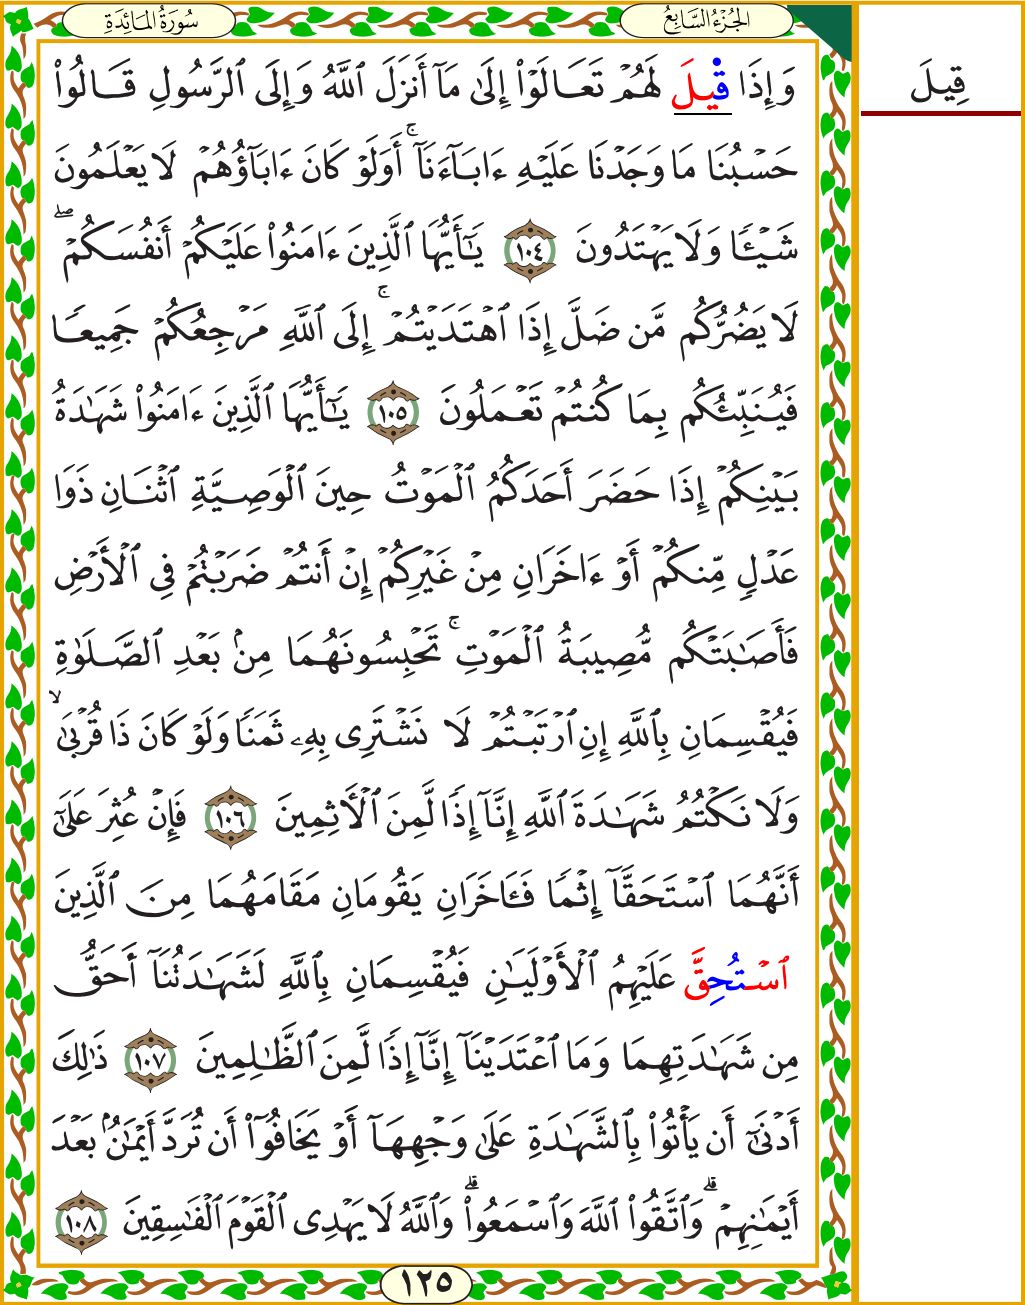 سُورَةُ المَائدَةِ
الجُزْءُ السَّابِعُ
قِيلَ
وَإِذَا قِيلَ لَهُمْ تَعَالَوْا۟ إِلَىٰ مَآ أَنزَلَ ٱللَّهُ وَإِلَى ٱلرَّسُولِ قَالُوا۟
حَسْبُنَا مَا وَجَدْنَا عَلَيْهِ ءَابَآءَنَآ ۚ أَوَلَوْ كَانَ ءَابَآؤُهُمْ لَا يَعْلَمُونَ
شَيْـًٔا وَلَا يَهْتَدُونَ ١٠٤ يَـٰٓأَيُّهَا ٱلَّذِينَ ءَامَنُوا۟ عَلَيْكُمْ أَنفُسَكُمْ ۖ
لَا يَضُرُّكُم مَّن ضَلَّ إِذَا ٱهْتَدَيْتُمْ ۚ إِلَى ٱللَّهِ مَرْجِعُكُمْ جَمِيعًا
فَيُنَبِّئُكُم بِمَا كُنتُمْ تَعْمَلُونَ ١٠٥ يَـٰٓأَيُّهَا ٱلَّذِينَ ءَامَنُوا۟ شَهَـٰدَةُ
بَيْنِكُمْ إِذَا حَضَرَ أَحَدَكُمُ ٱلْمَوْتُ حِينَ ٱلْوَصِيَّةِ ٱثْنَانِ ذَوَا
عَدْلٍ مِّنكُمْ أَوْ ءَاخَرَانِ مِنْ غَيْرِكُمْ إِنْ أَنتُمْ ضَرَبْتُمْ فِى ٱلْأَرْضِ
فَأَصَـٰبَتْكُم مُّصِيبَةُ ٱلْمَوْتِ ۚ تَحْبِسُونَهُمَا مِنۢ بَعْدِ ٱلصَّلَوٰةِ
فَيُقْسِمَانِ بِٱللَّهِ إِنِ ٱرْتَبْتُمْ لَا نَشْتَرِى بِهِۦ ثَمَنًا وَلَوْ كَانَ ذَا قُرْبَىٰ ۙ
وَلَا نَكْتُمُ شَهَـٰدَةَ ٱللَّهِ إِنَّآ إِذًا لَّمِنَ ٱلْـَٔاثِمِينَ ١٠٦ فَإِنْ عُثِرَ عَلَىٰٓ
أَنَّهُمَا ٱسْتَحَقَّآ إِثْمًا فَـَٔاخَرَانِ يَقُومَانِ مَقَامَهُمَا مِنَ ٱلَّذِينَ
ٱسْتُحِقَّ عَلَيْهِمُ ٱلْأَوْلَيَـٰنِ فَيُقْسِمَانِ بِٱللَّهِ لَشَهَـٰدَتُنَآ أَحَقُّ
مِن شَهَـٰدَتِهِمَا وَمَا ٱعْتَدَيْنَآ إِنَّآ إِذًا لَّمِنَ ٱلظَّـٰلِمِينَ ١٠٧ ذَٰلِكَ
أَدْنَىٰٓ أَن يَأْتُوا۟ بِٱلشَّهَـٰدَةِ عَلَىٰ وَجْهِهَآ أَوْ يَخَافُوٓا۟ أَن تُرَدَّ أَيْمَـٰنٌۢ بَعْدَ
أَيْمَـٰنِهِمْ ۗ وَٱتَّقُوا۟ ٱللَّهَ وَٱسْمَعُوا۟ ۗ وَٱللَّهُ لَا يَهْدِى ٱلْقَوْمَ ٱلْفَـٰسِقِينَ ١٠٨
١٢٥